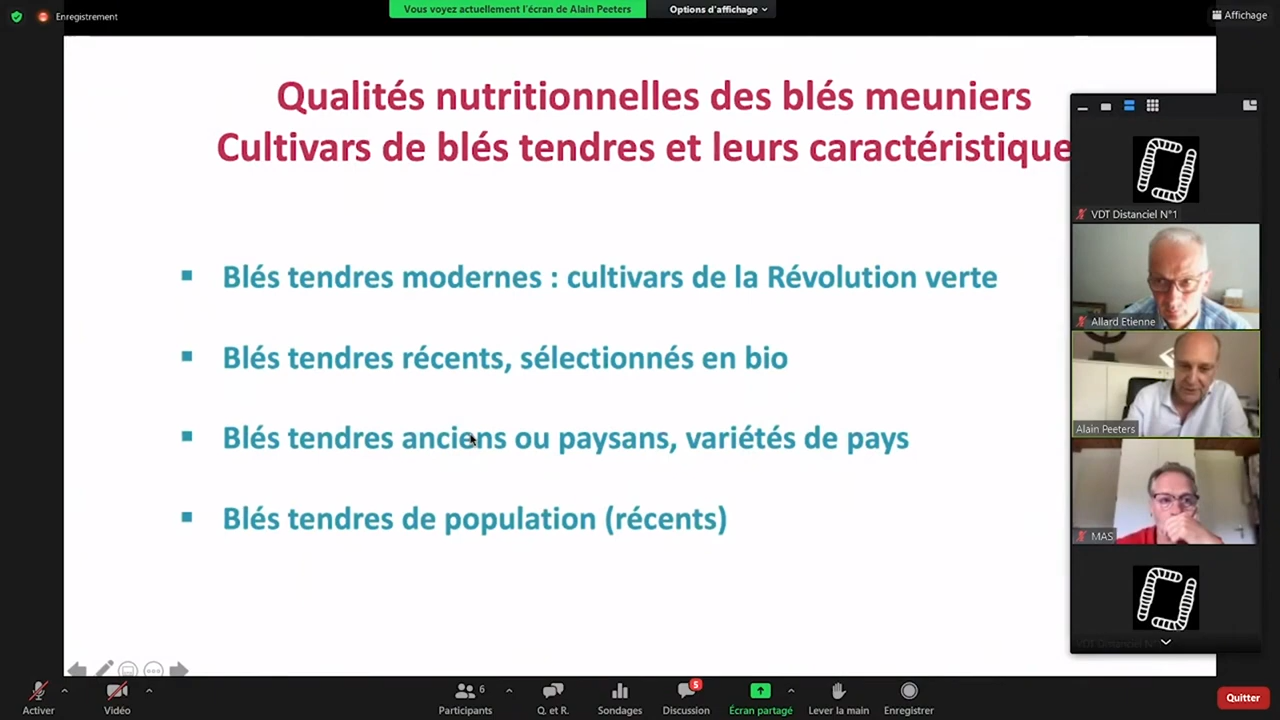 Enregistrement
Vous voyez actuellement l'écran de Alain Peeters
Options d'affichage
Affichage
Qualités nutritionnelles des blés meuniers
Cultivars de blés tendres et leurs caractéristique
▪ Blés tendres modernes : cultivars de la Révolution verte
▪ Blés tendres récents, sélectionnés en bio
▪ Blés tendres anciens ou paysans, variétés de pays
▪ Blés tendres de population (récents)
VDT Distanciel N°1
Allard Etienne
Alain Peeters
MAS
Activer
Vidéo
Participants
6
Q. et R.
Sondages
Discussion
5
Écran partagé
Lever la main
Enregistrer
Quitter